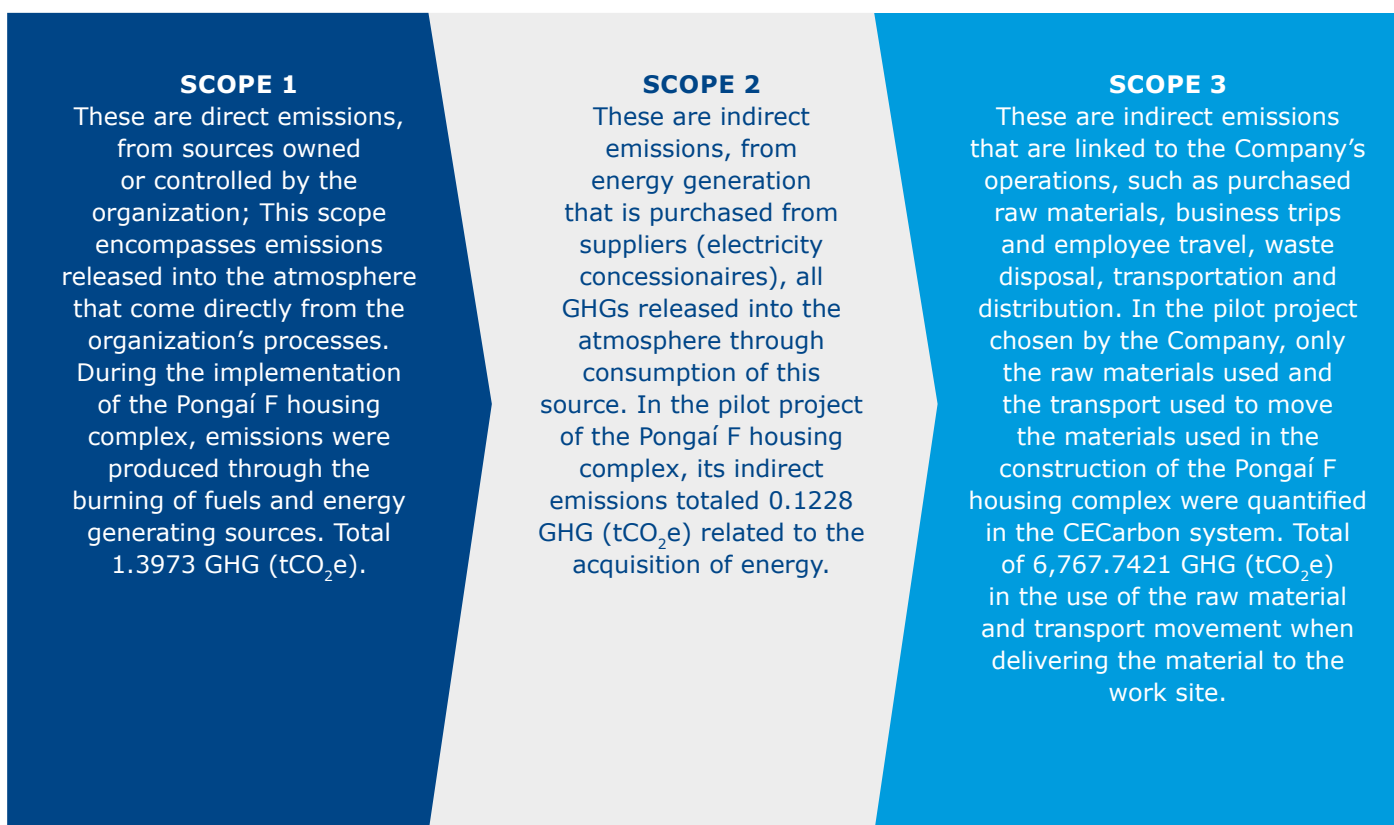 SCOPE 1
These are direct emissions,
from sources owned
or controlled by the
organization; This scope
encompasses emissions
released into the atmosphere
that come directly from the
organization’s processes.
During the implementation
of the Pongaí F housing
complex, emissions were
produced through the
burning of fuels and energy
generating sources. Total
1.3973 GHG (tCO₂e).
SCOPE 2
These are indirect
emissions, from
energy generation
that is purchased from
suppliers (electricity
concessionaires), all
GHGs released into the
atmosphere through
consumption of this
source. In the pilot project
of the Pongaí F housing
complex, its indirect
emissions totaled 0.1228
GHG (tCO₂e) related to the
acquisition of energy.
SCOPE 3
These are indirect emissions
that are linked to the Company’s
operations, such as purchased
raw materials, business trips
and employee travel, waste
disposal, transportation and
distribution. In the pilot project
chosen by the Company, only
the raw materials used and
the transport used to move
the materials used in the
construction of the Pongaí F
housing complex were quantified
in the CECarbon system. Total
of 6,767.7421 GHG (tCO₂e)
in the use of the raw material
and transport movement when
delivering the material to the
work site.